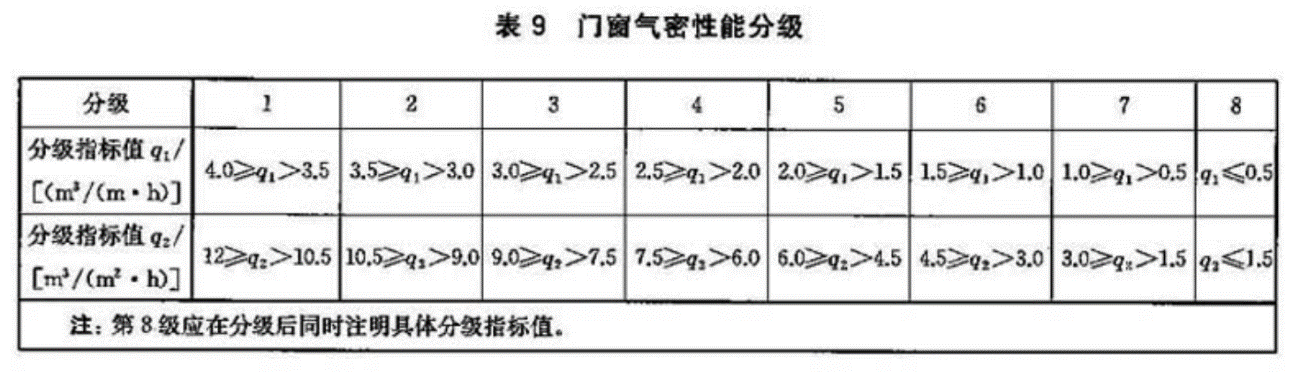 表 9 门窗气密性能分级
分级 1 2 3 4 5 6 7 8
分级指标值 q₁/
[(m³/(m·h)] 4.0≥q₁>3.5 3.5≥q₁>3.0 3.0≥q₁>2.5 2.5≥q₁>2.0 2.0≥q₁>1.5 1.5≥q₁>1.0 1.0≥q₁>0.5 q₁≤0.5
分级指标值 q₂/
[m³/(m²·h)] 12≥q₂>10.5 10.5≥q₂>9.0 9.0≥q₂>7.5 7.5≥q₂>6.0 6.0≥q₂>4.5 4.5≥q₂>3.0 3.0≥q₂>1.5 q₂≤1.5
注：第 8 级应在分级后同时注明具体分级指标值。